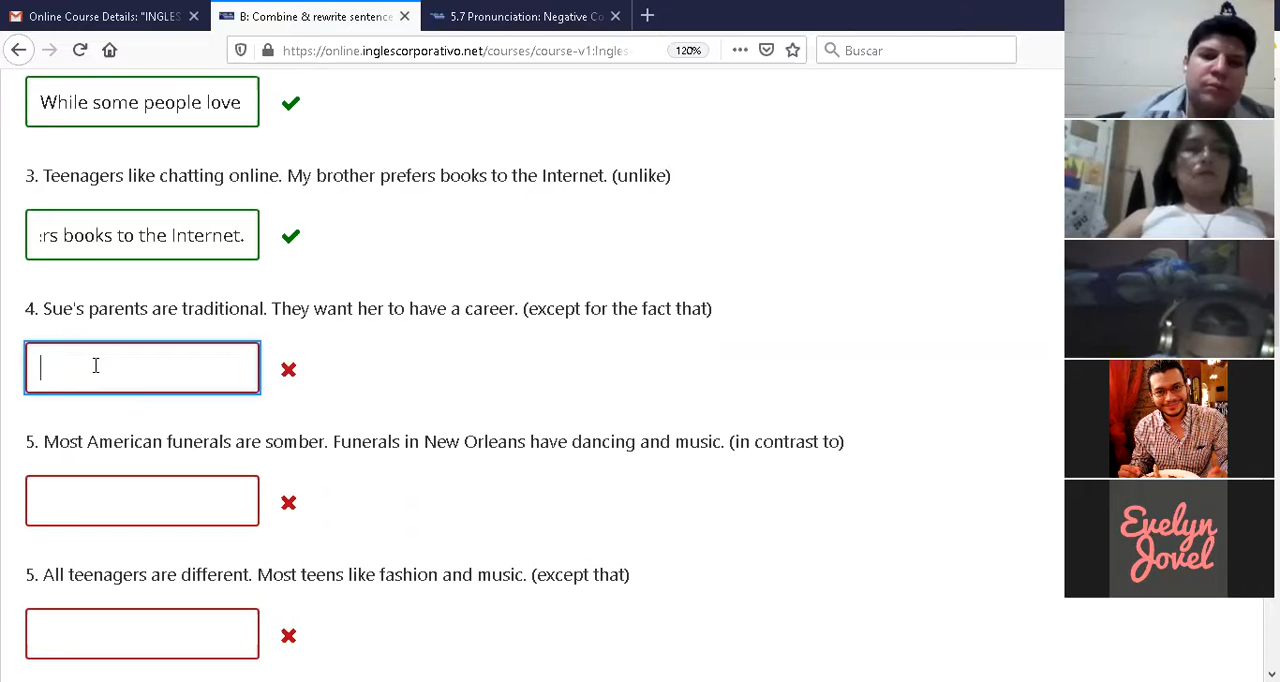 Online Course Details: "INGLES
B: Combine & rewrite sentence
5.7 Pronunciation: Negative Co
https://online.inglescorporativo.net/courses/course-v1:Ingles-
120%
Buscar
While some people love
3. Teenagers like chatting online. My brother prefers books to the Internet. (unlike)
rs books to the Internet.
4. Sue's parents are traditional. They want her to have a career. (except for the fact that)
5. Most American funerals are somber. Funerals in New Orleans have dancing and music. (in contrast to)
5. All teenagers are different. Most teens like fashion and music. (except that)
Evelyn
Jovel